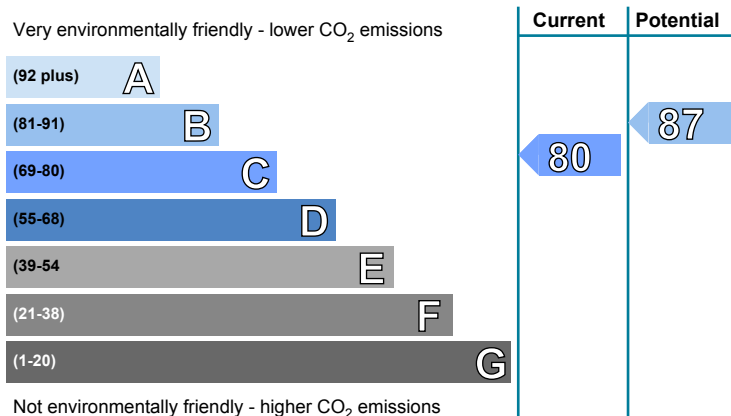 Very environmentally friendly - lower CO2 emissions
Current
Potential
(92 plus) A
(81-91) B
(69-80) C
(55-68) D
(39-54 E
(21-38) F
(1-20) G
80
87
Not environmentally friendly - higher CO2 emissions